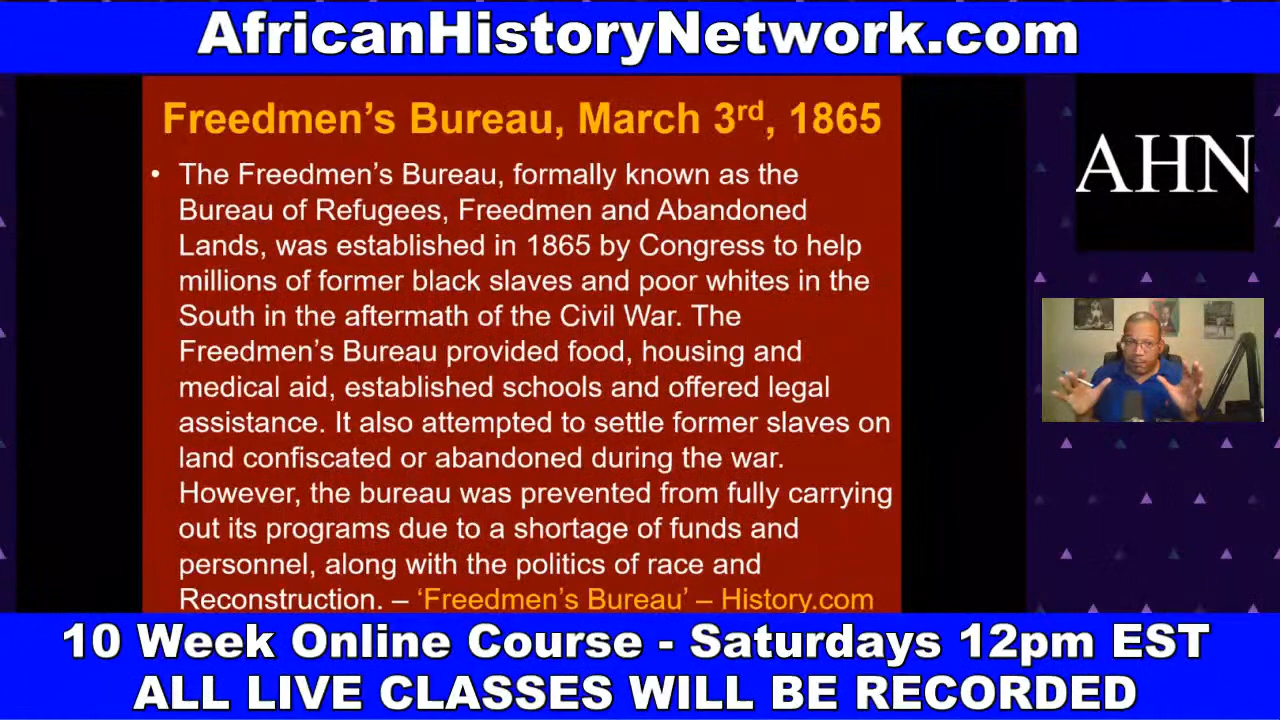 AfricanHistoryNetwork.com
Freedmen's Bureau, March 3rd, 1865
AHN
• The Freedmen's Bureau, formally known as the
Bureau of Refugees, Freedmen and Abandoned
Lands, was established in 1865 by Congress to help
millions of former black slaves and poor whites in the
South in the aftermath of the Civil War. The
Freedmen's Bureau provided food, housing and
medical aid, established schools and offered legal
assistance. It also attempted to settle former slaves on
land confiscated or abandoned during the war.
However, the bureau was prevented from fully carrying
out its programs due to a shortage of funds and
personnel, along with the politics of race and
Reconstruction. – ‘Freedmen's Bureau’ – History.com
10 Week Online Course - Saturdays 12pm EST
ALL LIVE CLASSES WILL BE RECORDED